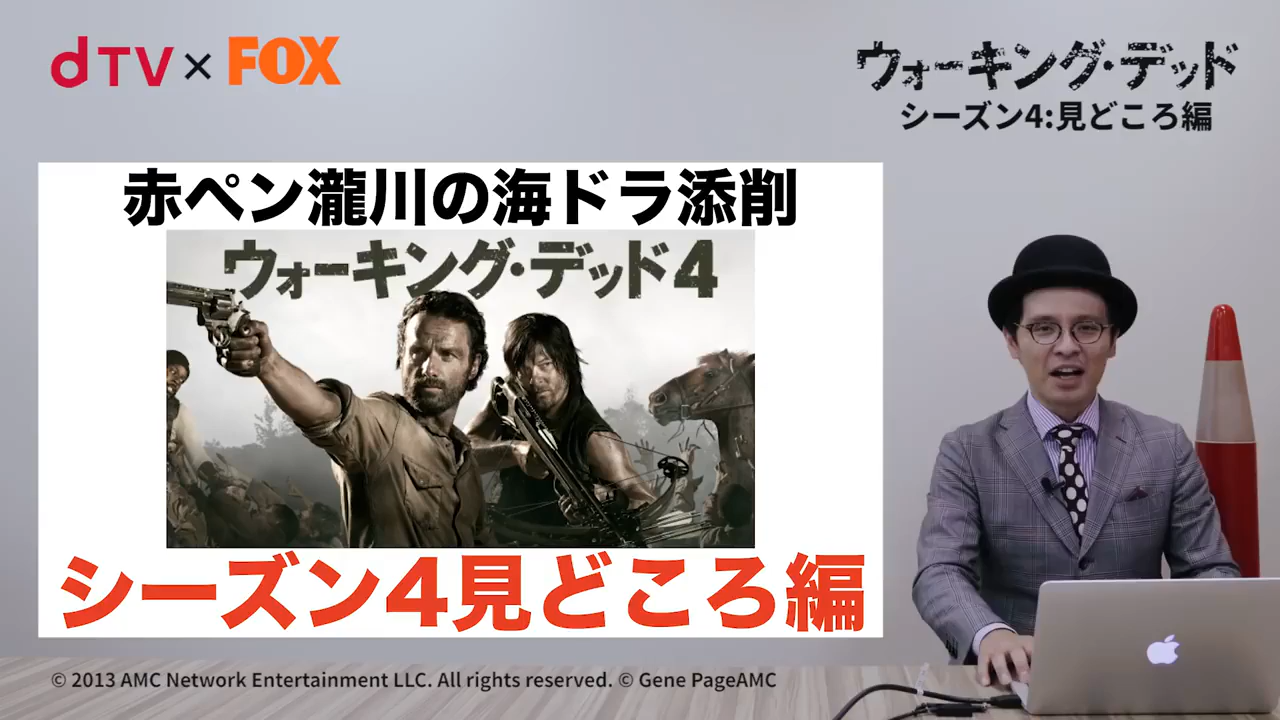 dTV×FOX
ウォーキング・デッド
シーズン4:見どころ編
赤ペン瀧川の海ドラ添削
ウォーキング・デッド4
シーズン4見どころ編
© 2013 AMC Network Entertainment LLC. All rights reserved. © Gene PageAMC